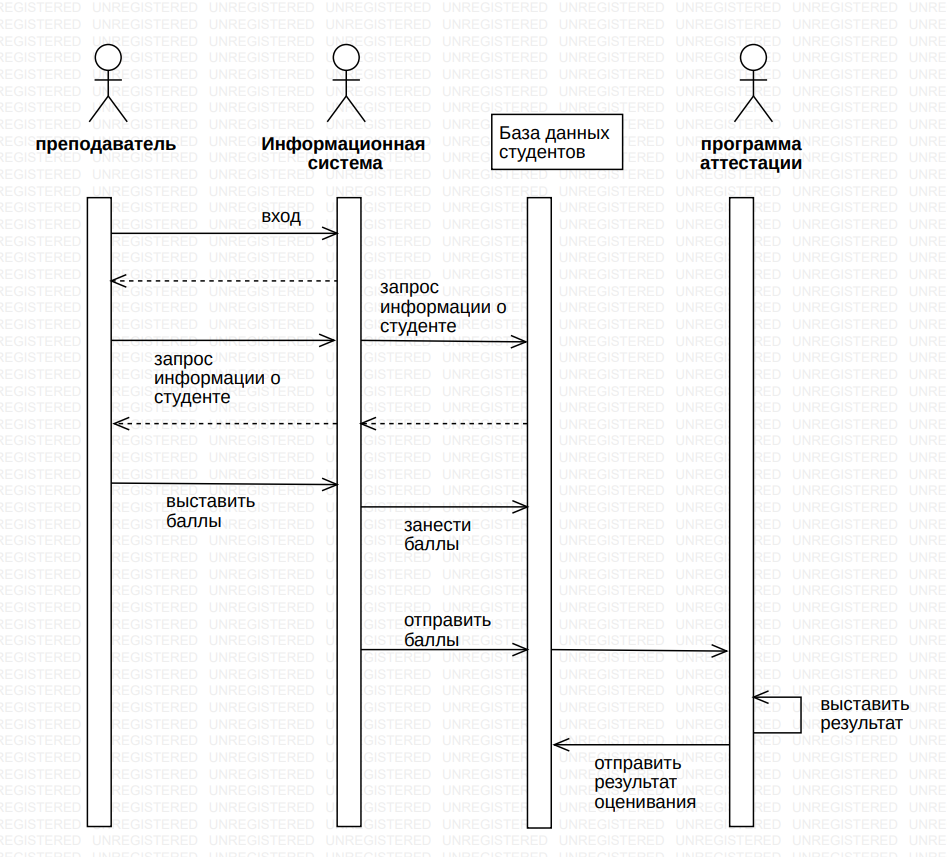 преподаватель
Информационная
система
База данных
студентов
программа
аттестации
вход
запрос
информации о
студенте
запрос
информации о
студенте
выставить
баллы
занести
баллы
отправить
баллы
выставить
результат
отправить
результат
оценивания
UNREGISTERED